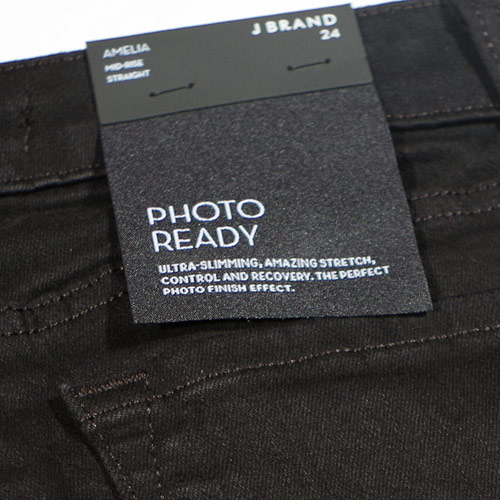 AMELIA
MID-RISE
STRAIGHT
J BRAND
24
PHOTO
READY
ULTRA-SLIMMING, AMAZING STRETCH,
CONTROL AND RECOVERY. THE PERFECT
PHOTO FINISH EFFECT.